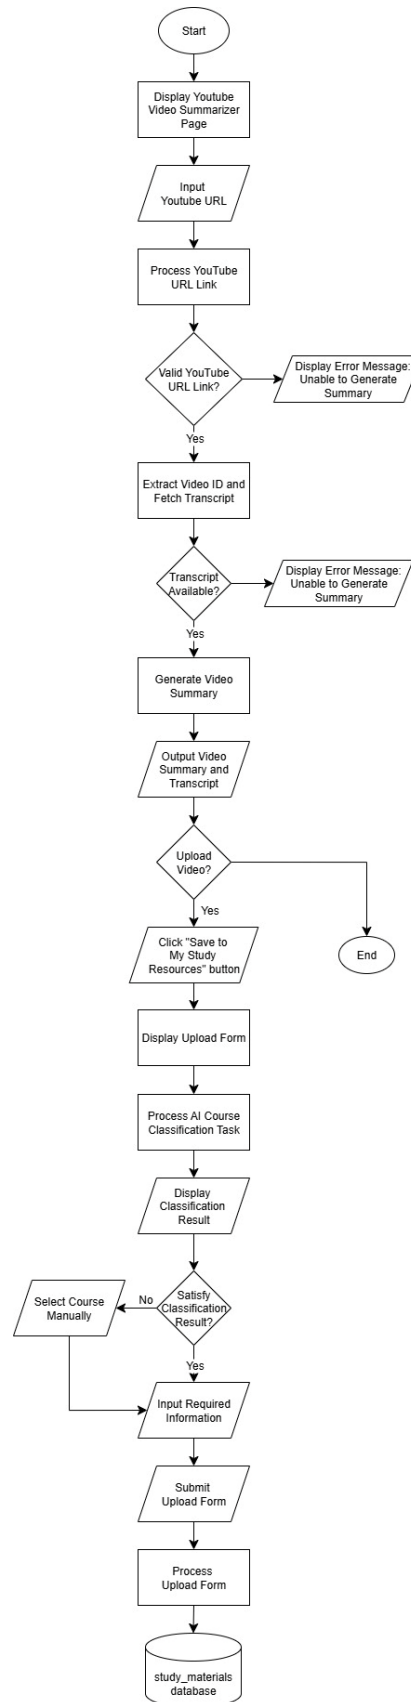 Start
Display Youtube
Video Summarizer
Page
Input
Youtube URL
Process YouTube
URL Link
Valid YouTube
URL Link?
Display Error Message:
Unable to Generate
Summary
Yes
Extract Video ID and
Fetch Transcript
Transcript
Available?
Display Error Message:
Unable to Generate
Summary
Yes
Generate Video
Summary
Output Video
Summary and
Transcript
Upload
Video?
Yes
End
Click "Save to
My Study
Resources" button
Display Upload Form
Process AI Course
Classification Task
Display
Classification
Result
Satisfy
Classification
Result?
No
Select Course
Manually
Yes
Input Required
Information
Submit
Upload Form
Process
Upload Form
study_materials
database